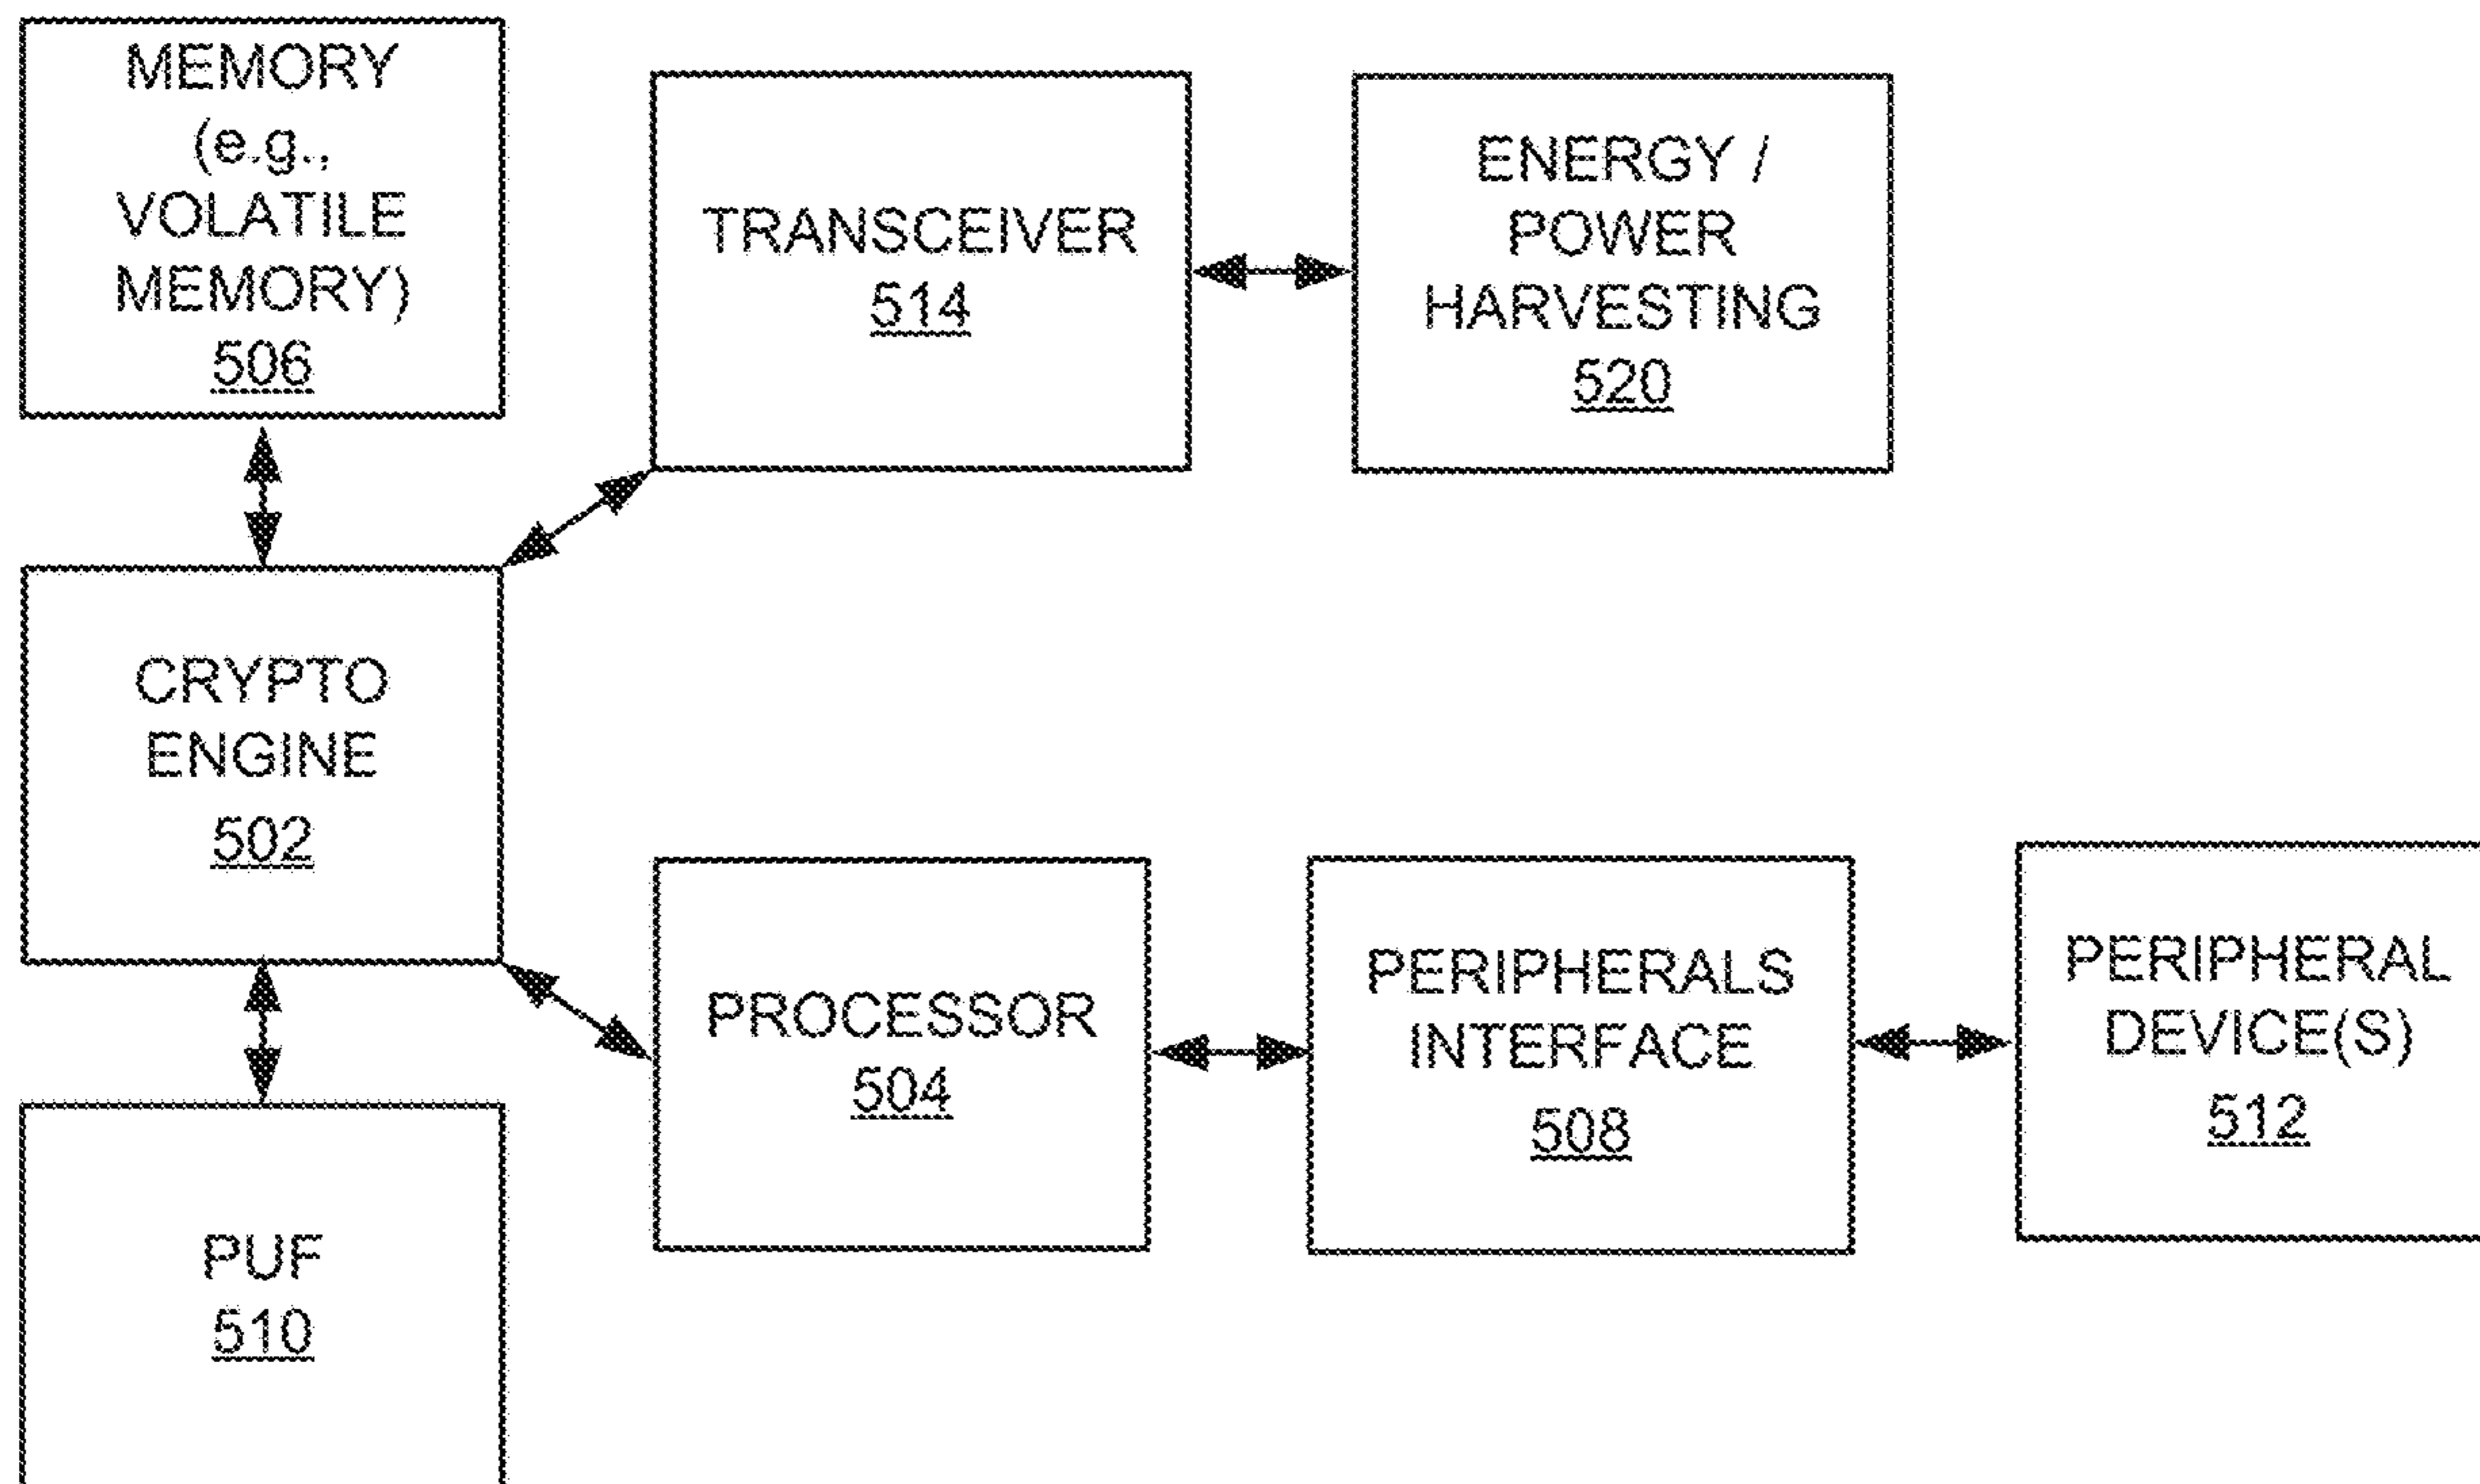 MEMORY
(e.g.,
VOLATILE
MEMORY)
506
TRANSCEIVER
514
ENERGY /
POWER
HARVESTING
520
CRYPTO
ENGINE
502
PROCESSOR
504
PERIPHERALS
INTERFACE
508
PERIPHERAL
DEVICE(S)
512
PUF
510